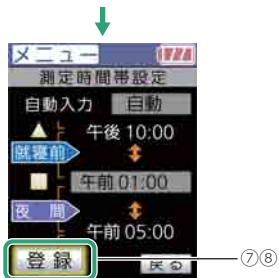 メニュー
測定時間帯設定
自動入力 自動
午後 10:00
就寝前
午前 01:00
夜 間
午前 05:00
登 録 戻る
⑦⑧